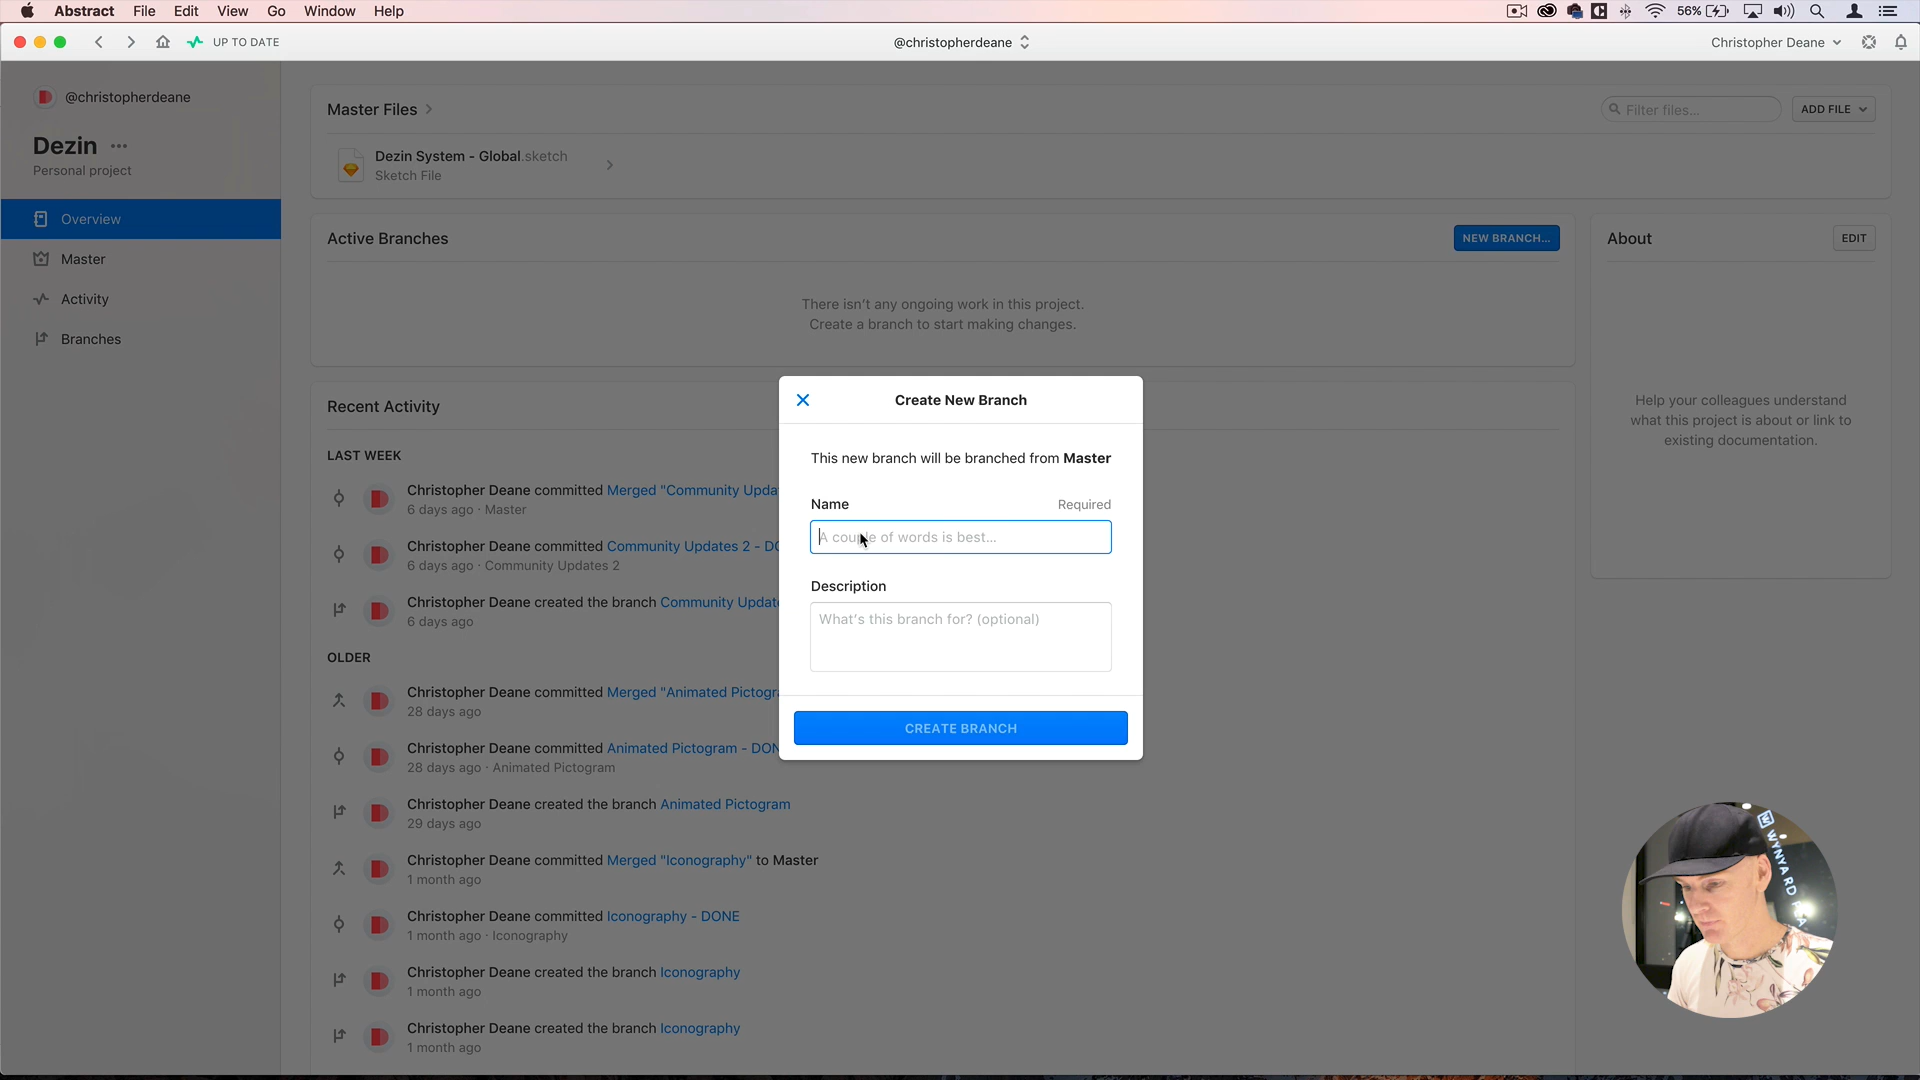 Abstract File Edit View Go Window Help 56%
UP TO DATE @christopherdeane Christopher Deane
@christopherdeane
Dezin ...
Personal project
Overview
Master
Activity
Branches
Master Files
Filter files...
ADD FILE
Dezin System - Global.sketch
Sketch File
Active Branches
NEW BRANCH...
There isn't any ongoing work in this project.
Create a branch to start making changes.
About
EDIT
Help your colleagues understand
what this project is about or link to
existing documentation.
Recent Activity
LAST WEEK
Christopher Deane committed Merged "Community Upda
6 days ago · Master
Christopher Deane committed Community Updates 2 - DO
6 days ago · Community Updates 2
Christopher Deane created the branch Community Update
6 days ago
OLDER
Christopher Deane committed Merged "Animated Pictogra
28 days ago
Christopher Deane committed Animated Pictogram - DON
28 days ago · Animated Pictogram
Christopher Deane created the branch Animated Pictogram
29 days ago
Christopher Deane committed Merged "Iconography" to Master
1 month ago
Christopher Deane committed Iconography - DONE
1 month ago · Iconography
Christopher Deane created the branch Iconography
1 month ago
Christopher Deane created the branch Iconography
1 month ago
Create New Branch
This new branch will be branched from Master
Name Required
A couple of words is best...
Description
What's this branch for? (optional)
CREATE BRANCH
WYNYARD